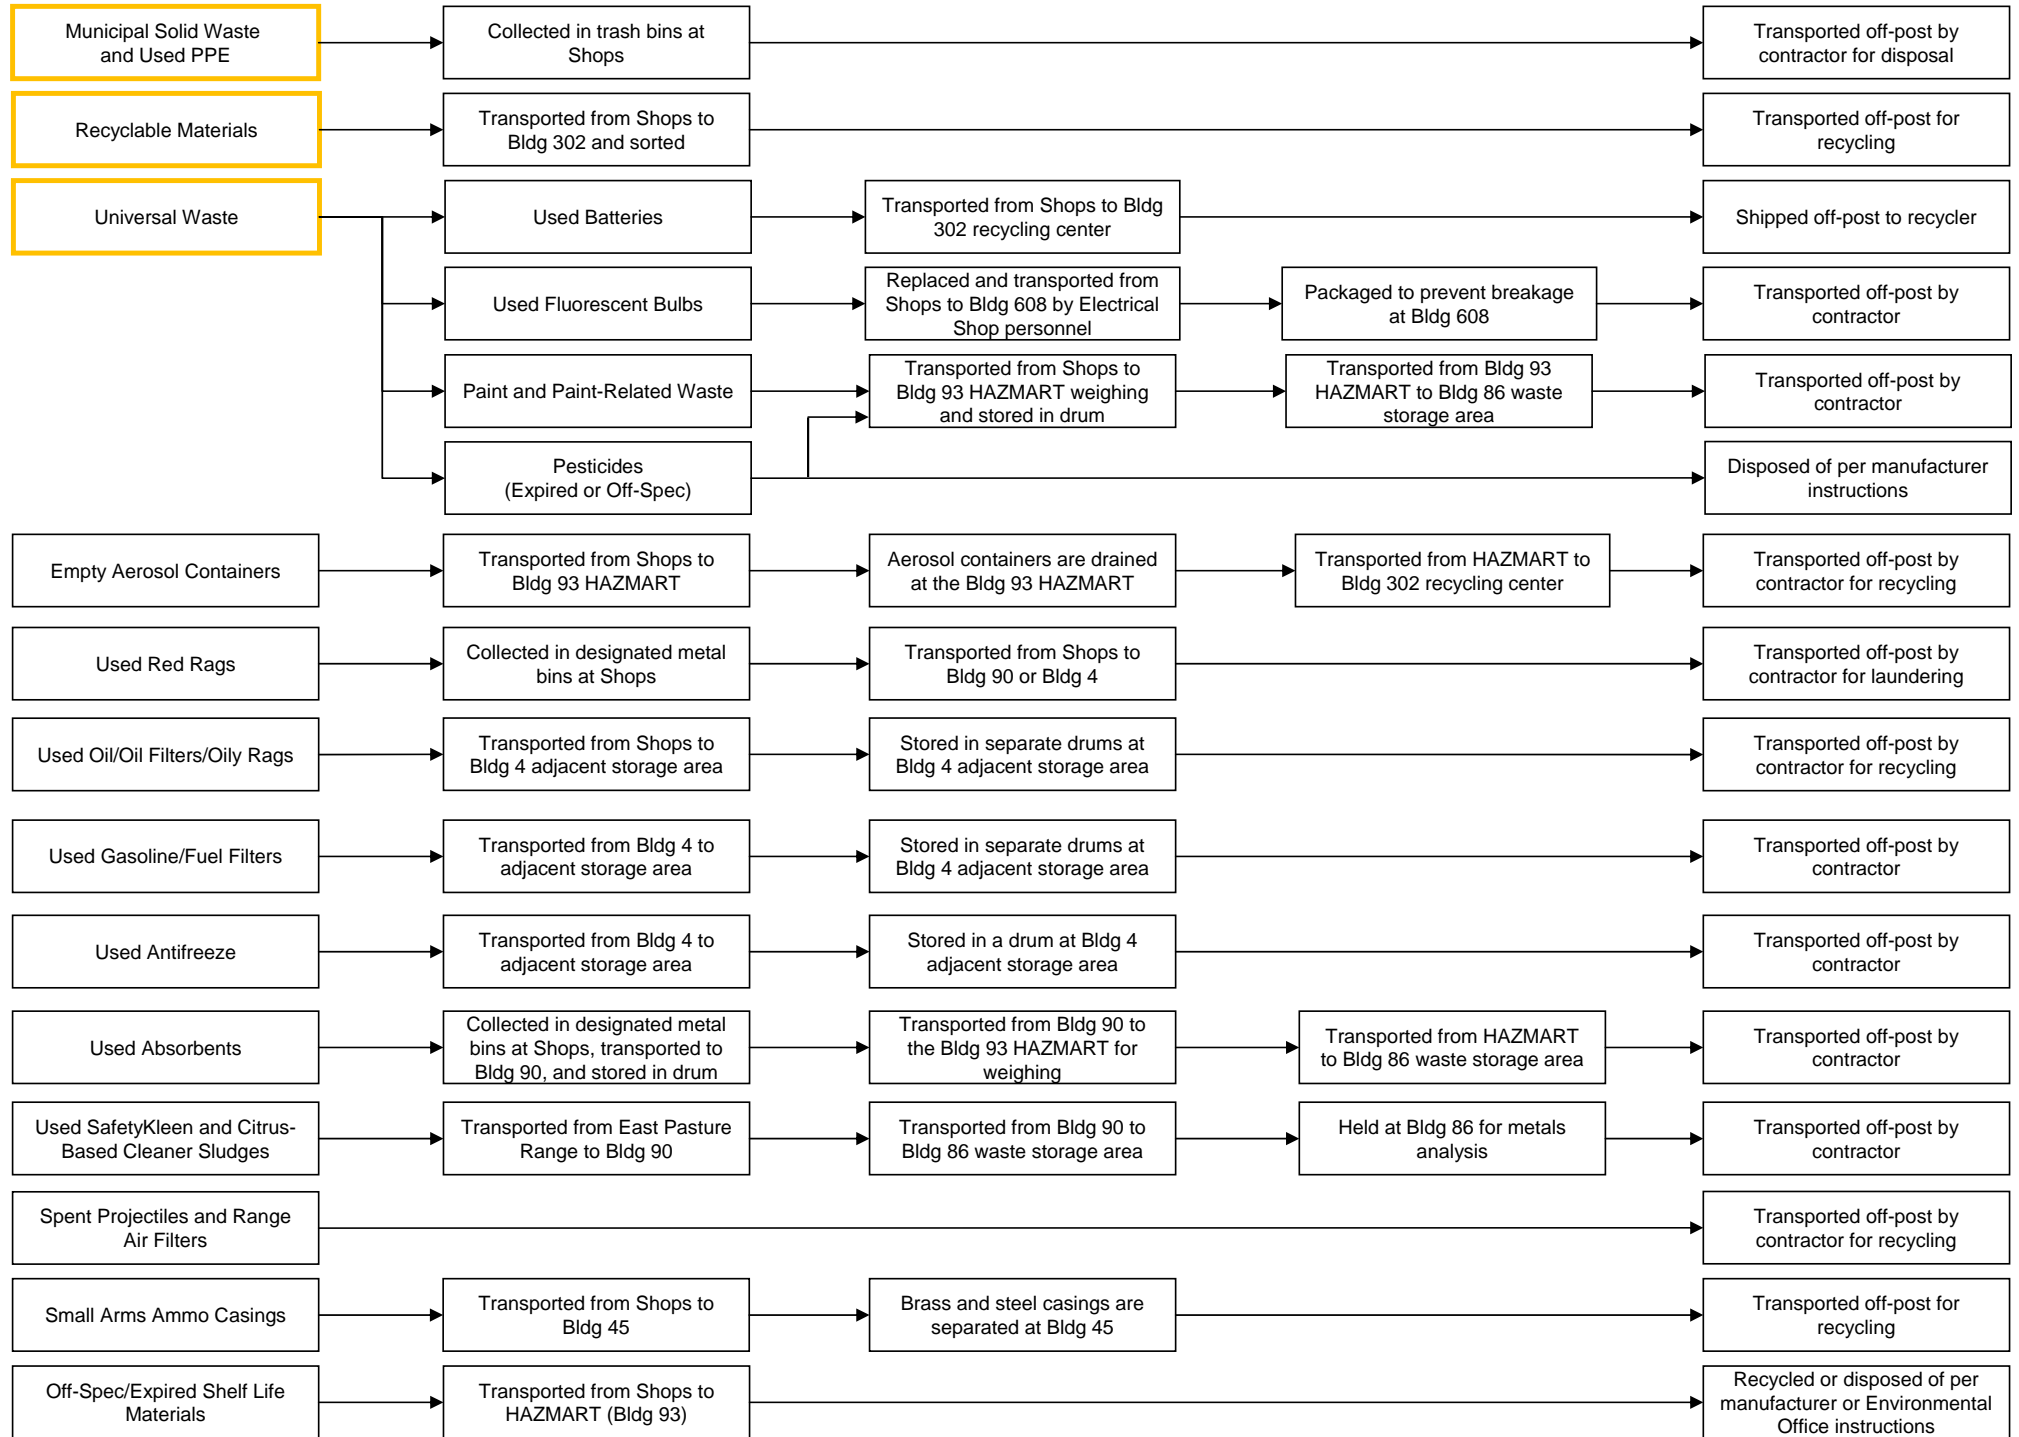 Municipal Solid Waste
and Used PPE
Collected in trash bins at
Shops
Transported off-post by
contractor for disposal
Recyclable Materials
Transported from Shops to
Bldg 302 and sorted
Transported off-post for
recycling
Universal Waste
Used Batteries
Transported from Shops to Bldg
302 recycling center
Shipped off-post to recycler
Used Fluorescent Bulbs
Replaced and transported from
Shops to Bldg 608 by Electrical
Shop personnel
Packaged to prevent breakage
at Bldg 608
Transported off-post by
contractor
Paint and Paint-Related Waste
Transported from Shops to
Bldg 93 HAZMART weighing
and stored in drum
Transported from Bldg 93
HAZMART to Bldg 86 waste
storage area
Transported off-post by
contractor
Pesticides
(Expired or Off-Spec)
Disposed of per manufacturer
instructions
Empty Aerosol Containers
Transported from Shops to
Bldg 93 HAZMART
Aerosol containers are drained
at the Bldg 93 HAZMART
Transported from HAZMART to
Bldg 302 recycling center
Transported off-post by
contractor for recycling
Used Red Rags
Collected in designated metal
bins at Shops
Transported from Shops to
Bldg 90 or Bldg 4
Transported off-post by
contractor for laundering
Used Oil/Oil Filters/Oily Rags
Transported from Shops to
Bldg 4 adjacent storage area
Stored in separate drums at
Bldg 4 adjacent storage area
Transported off-post by
contractor for recycling
Used Gasoline/Fuel Filters
Transported from Bldg 4 to
adjacent storage area
Stored in separate drums at
Bldg 4 adjacent storage area
Transported off-post by
contractor
Used Antifreeze
Transported from Bldg 4 to
adjacent storage area
Stored in a drum at Bldg 4
adjacent storage area
Transported off-post by
contractor
Used Absorbents
Collected in designated metal
bins at Shops, transported to
Bldg 90, and stored in drum
Transported from Bldg 90 to
the Bldg 93 HAZMART for
weighing
Transported from HAZMART
to Bldg 86 waste storage area
Transported off-post by
contractor
Used SafetyKleen and Citrus-
Based Cleaner Sludges
Transported from East Pasture
Range to Bldg 90
Transported from Bldg 90 to
Bldg 86 waste storage area
Held at Bldg 86 for metals
analysis
Transported off-post by
contractor
Spent Projectiles and Range
Air Filters
Transported off-post by
contractor for recycling
Small Arms Ammo Casings
Transported from Shops to
Bldg 45
Brass and steel casings are
separated at Bldg 45
Transported off-post for
recycling
Off-Spec/Expired Shelf Life
Materials
Transported from Shops to
HAZMART (Bldg 93)
Recycled or disposed of per
manufacturer or Environmental
Office instructions